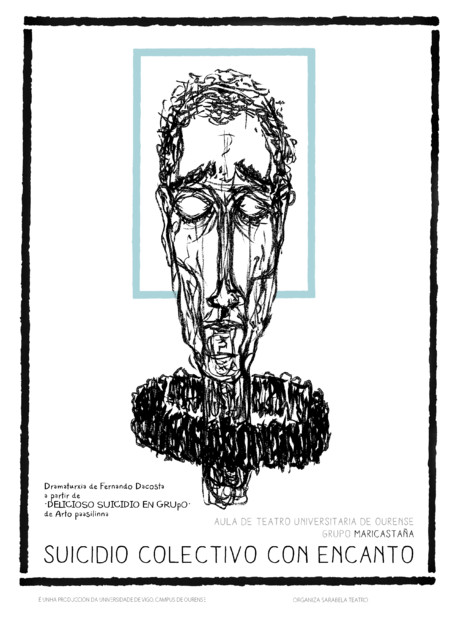 Dramaturxia de Fernando Dacosta
a partir de
·DELICIOSO SUICIDIO EN GRUPO·
de Arto paasilinna
AULA DE TEATRO UNIVERSITARIA DE OURENSE
GRUPO MARICASTAÑA
SUICIDIO COLECTIVO CON ENCANTO
É UNHA PRODUCCIÓN DA UNIVERSIDADE DE VIGO, CAMPUS DE OURENSE
ORGANIZA SARABELA TEATRO